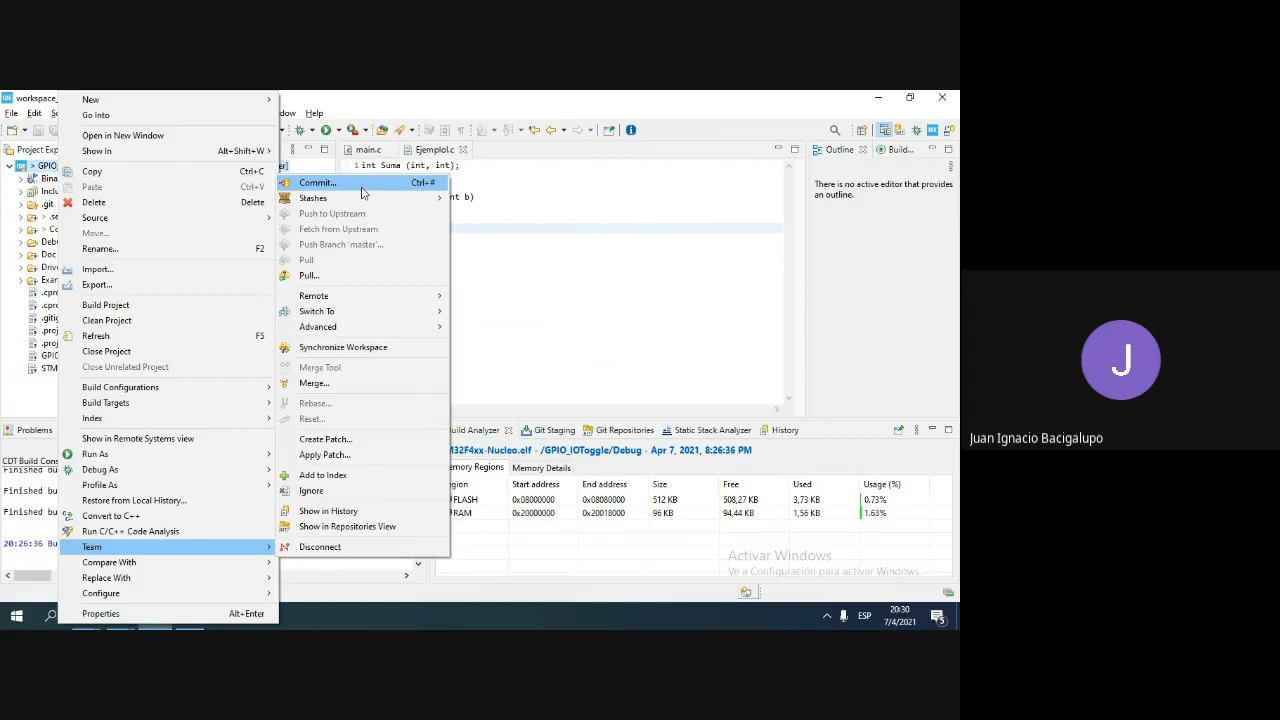 IDE workspace_
File Edit
dow Help
Project Exp
> GPIO_
Bina
Inclu
.git
> .se
> Co
Debu
Doc
Drive
Exar
.cpro
.cpro
.gitig
.proj
.proj
GPIO
STM
New
Go Into
Open in New Window
Show In Alt+Shift+W
Copy Ctrl+C
Paste Ctrl+V
Delete Delete
Source
Move...
Rename... F2
Import...
Export...
Build Project
Clean Project
Refresh F5
Close Project
Close Unrelated Project
Build Configurations
Build Targets
Index
Show in Remote Systems view
Run As
Debug As
Profile As
Restore from Local History...
Convert to C++
Run C/C++ Code Analysis
Team
Compare With
Replace With
Configure
Properties Alt+Enter
Commit... Ctrl+#
Stashes
Push to Upstream
Fetch from Upstream
Push Branch 'master'...
Pull
Pull...
Remote
Switch To
Advanced
Synchronize Workspace
Merge Tool
Merge...
Rebase...
Reset...
Create Patch...
Apply Patch...
Add to Index
Ignore
Show in History
Show in Repositories View
Disconnect
main.c Ejemplol.c
1 int Suma (int, int);
nt b)
Outline Build...
There is no active editor that provides
an outline.
Problems
CDT Build Cons
Finished bu
Finished bu
Finished bu
20:26:36 Bu
uild Analyzer Git Staging Git Repositories Static Stack Analyzer History
M32F4xx-Nucleo.elf - /GPIO_IOToggle/Debug - Apr 7, 2021, 8:26:36 PM
emory Regions Memory Details
egion Start address End address Size Free Used Usage (%)
FLASH 0x08000000 0x08080000 512 KB 508,27 KB 3,73 KB 0.73%
RAM 0x20000000 0x20018000 96 KB 94,44 KB 1,56 KB 1.63%
Activar Windows
Ve a Configuración para activar Windows.
ESP
20:30
7/4/2021
5
J
Juan Ignacio Bacigalupo